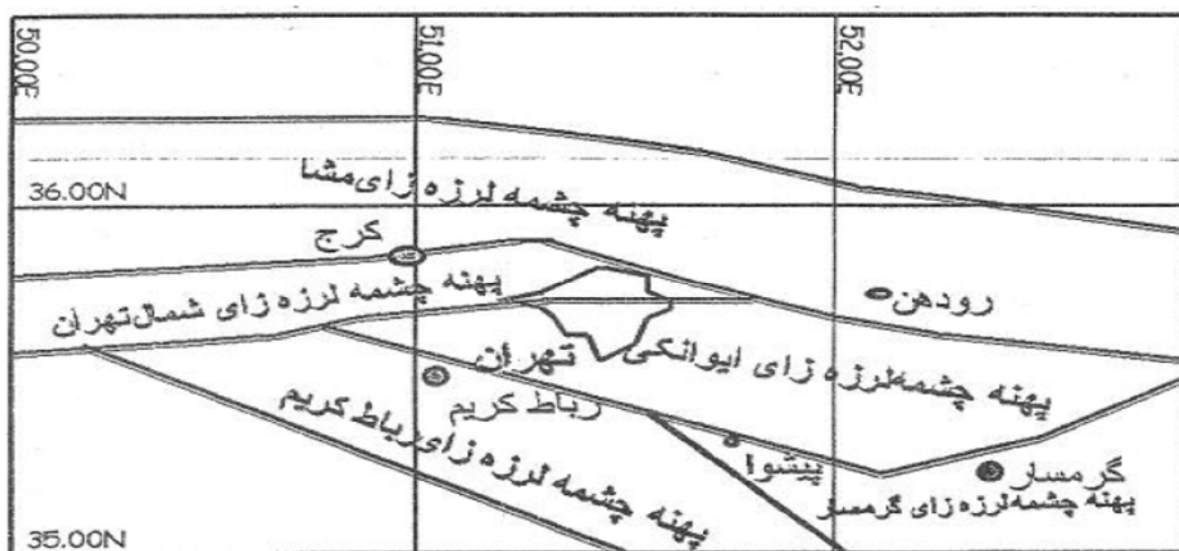 50,00E
51,00E
52,00E
36.00N
پهنه چشمه لرزه زای مشا
کرج
پهنه چشمه لرزه زای شمال تهران
رودهن
تهران
پهنه چشمه لرزه زای ایوانکی
رباط کریم
پهنه چشمه لرزه زای رباط کریم
پیشوا
گرمسار
پهنه چشمه لرزه زای گرمسار
35.00N